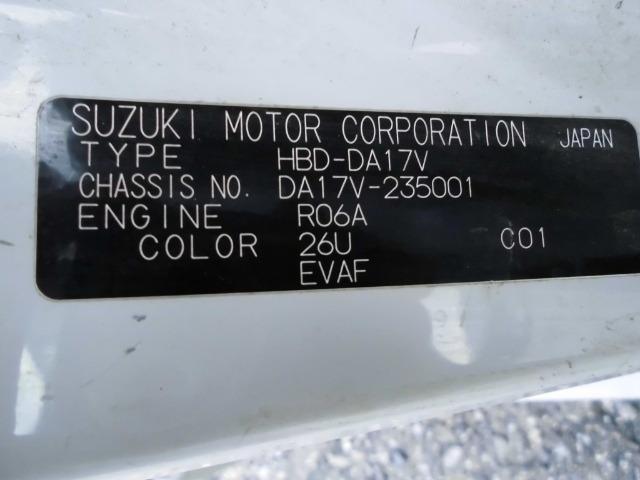 SUZUKI MOTOR CORPORATION JAPAN
TYPE HBD-DA17V
CHASSIS NO. DA17V-235001
ENGINE R06A
COLOR 26U C01
EVAF